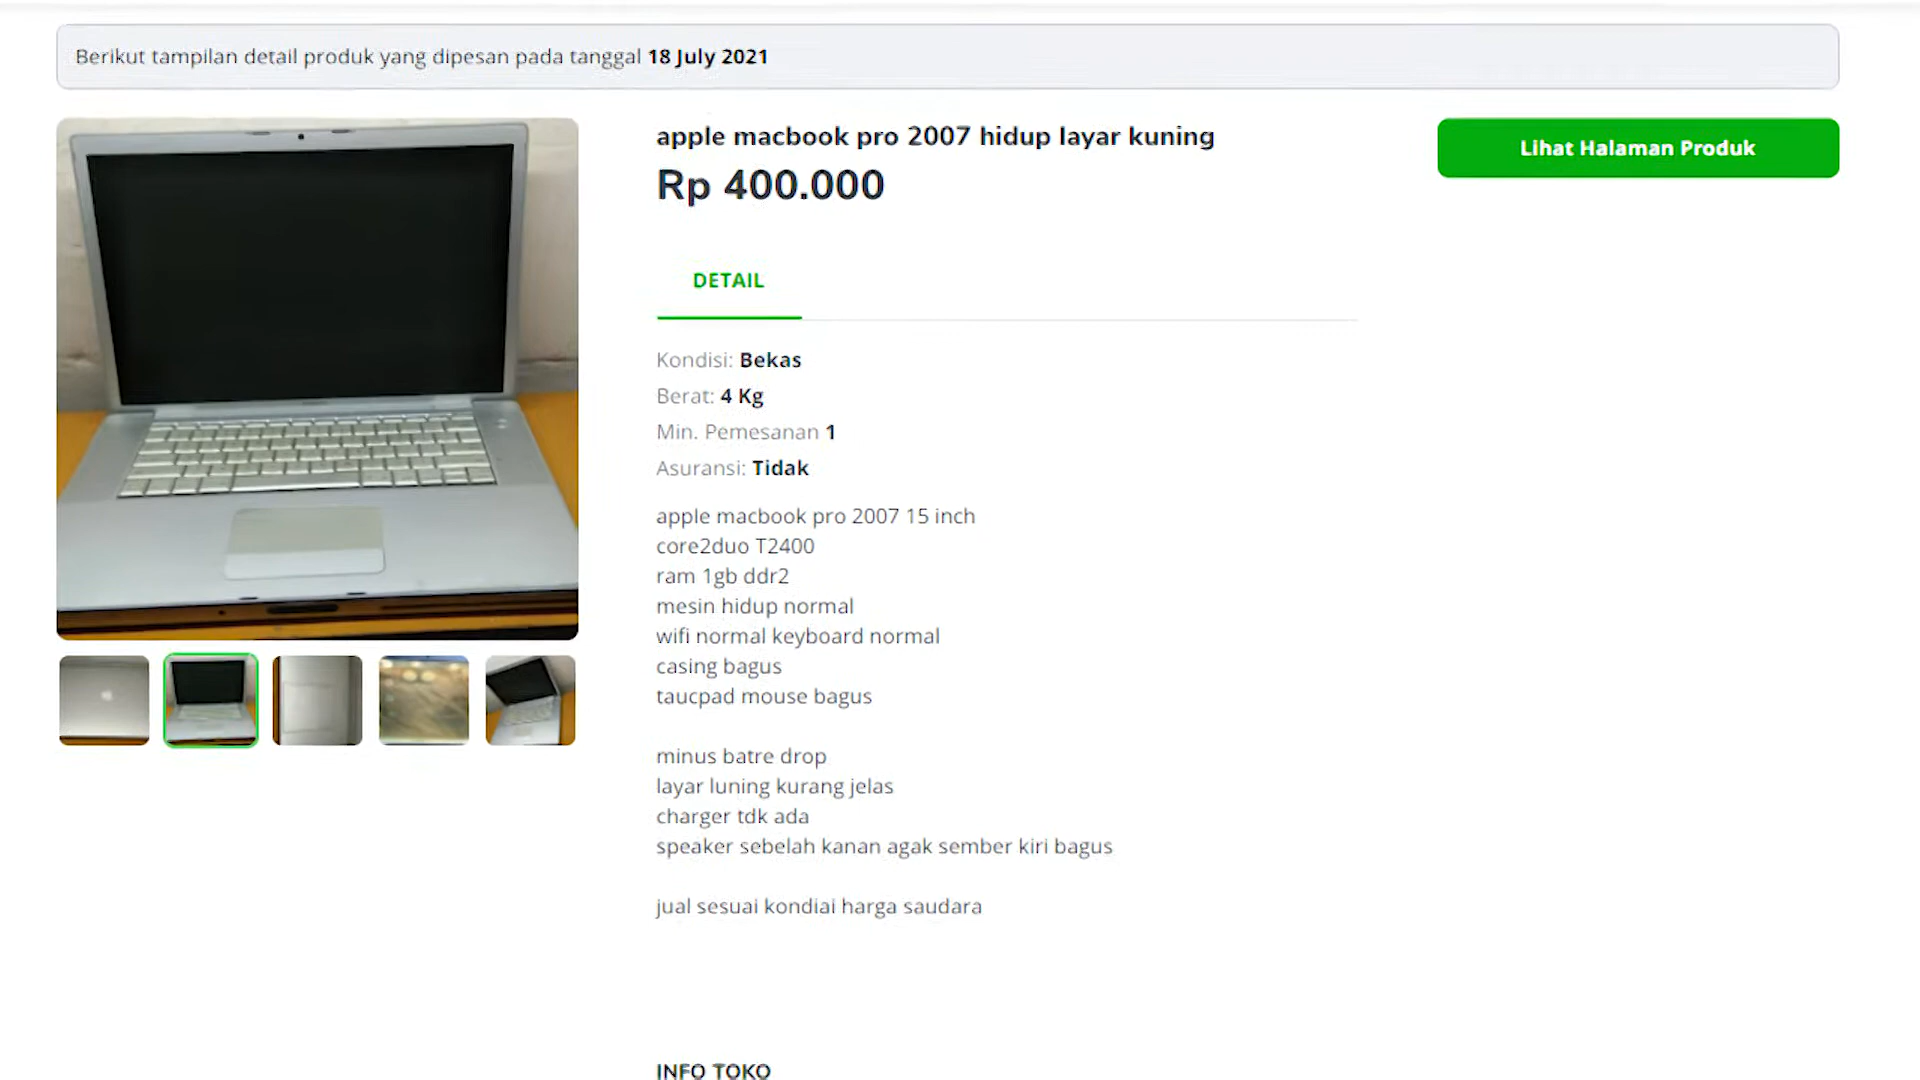 Berikut tampilan detail produk yang dipesan pada tanggal 18 July 2021
apple macbook pro 2007 hidup layar kuning
Rp 400.000
Lihat Halaman Produk
DETAIL
Kondisi: Bekas
Berat: 4 Kg
Min. Pemesanan 1
Asuransi: Tidak
apple macbook pro 2007 15 inch
core2duo T2400
ram 1gb ddr2
mesin hidup normal
wifi normal keyboard normal
casing bagus
taucpad mouse bagus
minus batre drop
layar luning kurang jelas
charger tdk ada
speaker sebelah kanan agak sember kiri bagus
jual sesuai kondiai harga saudara
INFO TOKO